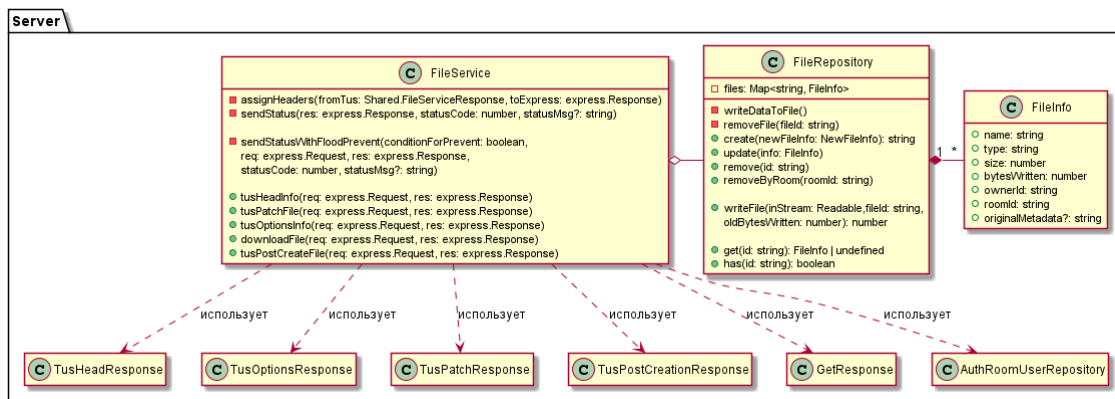 Server
C FileService
assignHeaders(fromTus: Shared.FileServiceResponse, toExpress: express.Response)
sendStatus(res: express.Response, statusCode: number, statusMsg?: string)
sendStatusWithFloodPrevent(conditionForPrevent: boolean,
req: express.Request, res: express.Response,
statusCode: number, statusMsg?: string)
tusHeadInfo(req: express.Request, res: express.Response)
tusPatchFile(req: express.Request, res: express.Response)
tusOptionsInfo(req: express.Request, res: express.Response)
downloadFile(req: express.Request, res: express.Response)
tusPostCreateFile(req: express.Request, res: express.Response)
C FileRepository
files: Map<string, FileInfo>
writeDataToFile()
removeFile(fileId: string)
create(newFileInfo: NewFileInfo): string
update(info: FileInfo)
remove(id: string)
removeByRoom(roomId: string)
writeFile(inStream: Readable,fileId: string,
oldBytesWritten: number): number
get(id: string): FileInfo | undefined
has(id: string): boolean
1 *
C FileInfo
name: string
type: string
size: number
bytesWritten: number
ownerId: string
roomId: string
originalMetadata?: string
использует
использует
использует
использует
использует
использует
C TusHeadResponse
C TusOptionsResponse
C TusPatchResponse
C TusPostCreationResponse
C GetResponse
C AuthRoomUserRepository